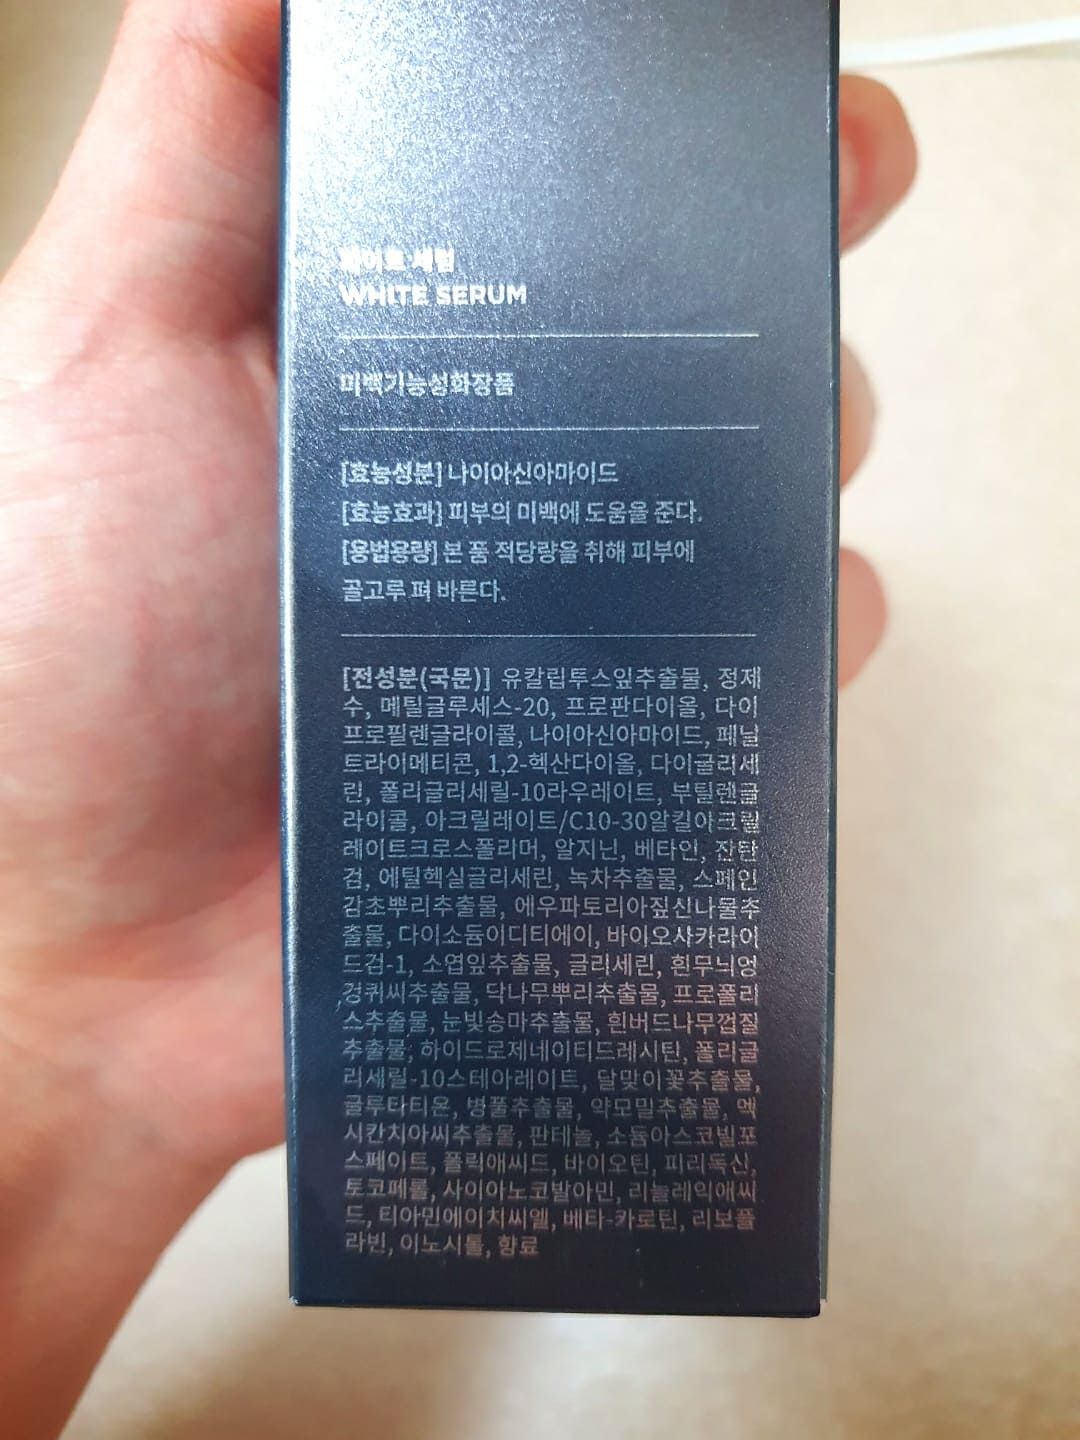 화이트 세럼
WHITE SERUM
미백기능성화장품
[효능성분] 나이아신아마이드
[효능효과] 피부의 미백에 도움을 준다.
[용법용량] 본 품 적당량을 취해 피부에
골고루 펴 바른다.
[전성분(국문)] 유칼립투스잎추출물, 정제
수, 메틸글루세스-20, 프로판다이올, 다이
프로필렌글라이콜, 나이아신아마이드, 페닐
트라이메티콘, 1,2-헥산다이올, 다이글리세
린, 폴리글리세릴-10라우레이트, 부틸렌글
라이콜, 아크릴레이트/C10-30알킬아크릴
레이트크로스폴리머, 알지닌, 베타인, 잔탄
검, 에틸헥실글리세린, 녹차추출물, 스페인
감초뿌리추출물, 에우파토리아짚신나물추
출물, 다이소듐이디티에이, 바이오사카라이
드검-1, 소엽잎추출물, 글리세린, 흰무늬엉
겅퀴씨추출물, 닥나무뿌리추출물, 프로폴리
스추출물, 눈빛승마추출물, 흰버드나무껍질
추출물, 하이드로제네이티드레시틴, 폴리글
리세릴-10스테아레이트, 달맞이꽃추출물,
글루타티온, 병풀추출물, 약모밀추출물, 멕
시칸치아씨추출물, 판테놀, 소듐아스코빌포
스페이트, 폴릭애씨드, 바이오틴, 피리독신,
토코페롤, 사이아노코발아민, 리놀레익애씨
드, 티아민에이치씨엘, 베타-카로틴, 리보플
라빈, 이노시톨, 향료